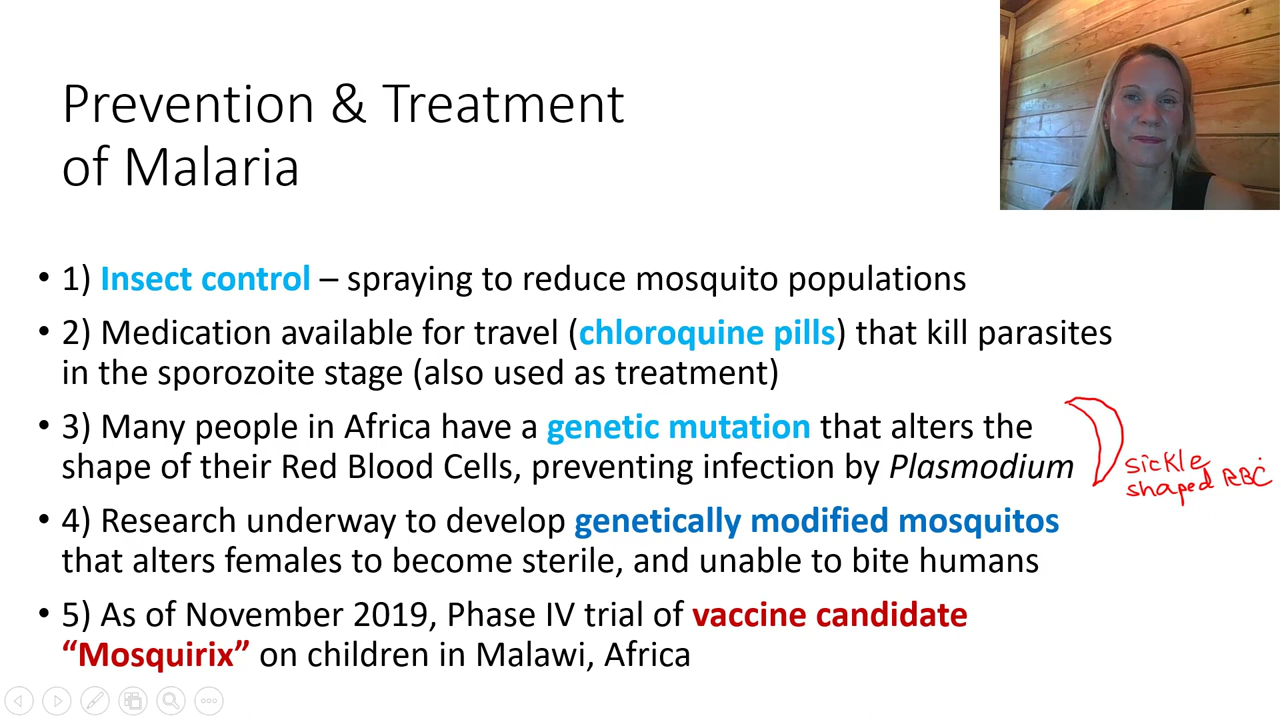 Prevention & Treatment
of Malaria
• 1) Insect control – spraying to reduce mosquito populations
• 2) Medication available for travel (chloroquine pills) that kill parasites
in the sporozoite stage (also used as treatment)
• 3) Many people in Africa have a genetic mutation that alters the
shape of their Red Blood Cells, preventing infection by Plasmodium
sickle
shaped RBC
• 4) Research underway to develop genetically modified mosquitos
that alters females to become sterile, and unable to bite humans
• 5) As of November 2019, Phase IV trial of vaccine candidate
“Mosquirix” on children in Malawi, Africa